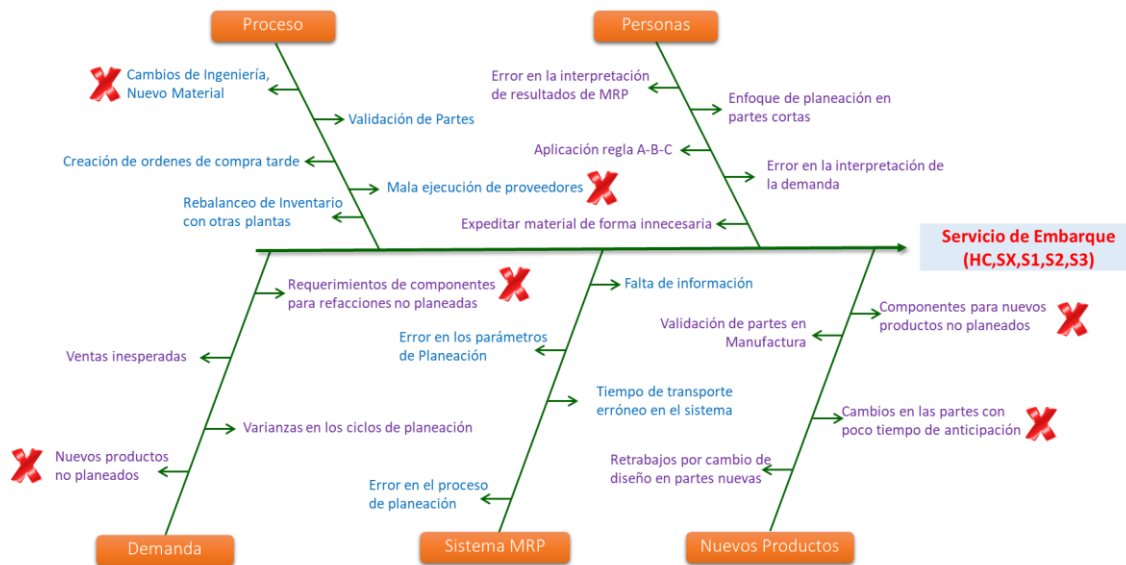 Proceso
Personas
Cambios de Ingeniería,
Nuevo Material
Validación de Partes
Creación de ordenes de compra tarde
Mala ejecución de proveedores
Rebalanceo de Inventario
con otras plantas
Error en la interpretación
de resultados de MRP
Enfoque de planeación en
partes cortas
Aplicación regla A-B-C
Error en la interpretación de
la demanda
Expeditar material de forma innecesaria
Servicio de Embarque
(HC,SX,S1,S2,S3)
Requerimientos de componentes
para refacciones no planeadas
Ventas inesperadas
Varianzas en los ciclos de planeación
Nuevos productos
no planeados
Falta de información
Error en los parámetros
de Planeación
Tiempo de transporte
erróneo en el sistema
Error en el proceso
de planeación
Componentes para nuevos
productos no planeados
Validación de partes en
Manufactura
Cambios en las partes con
poco tiempo de anticipación
Retrabajos por cambio de
diseño en partes nuevas
Demanda
Sistema MRP
Nuevos Productos